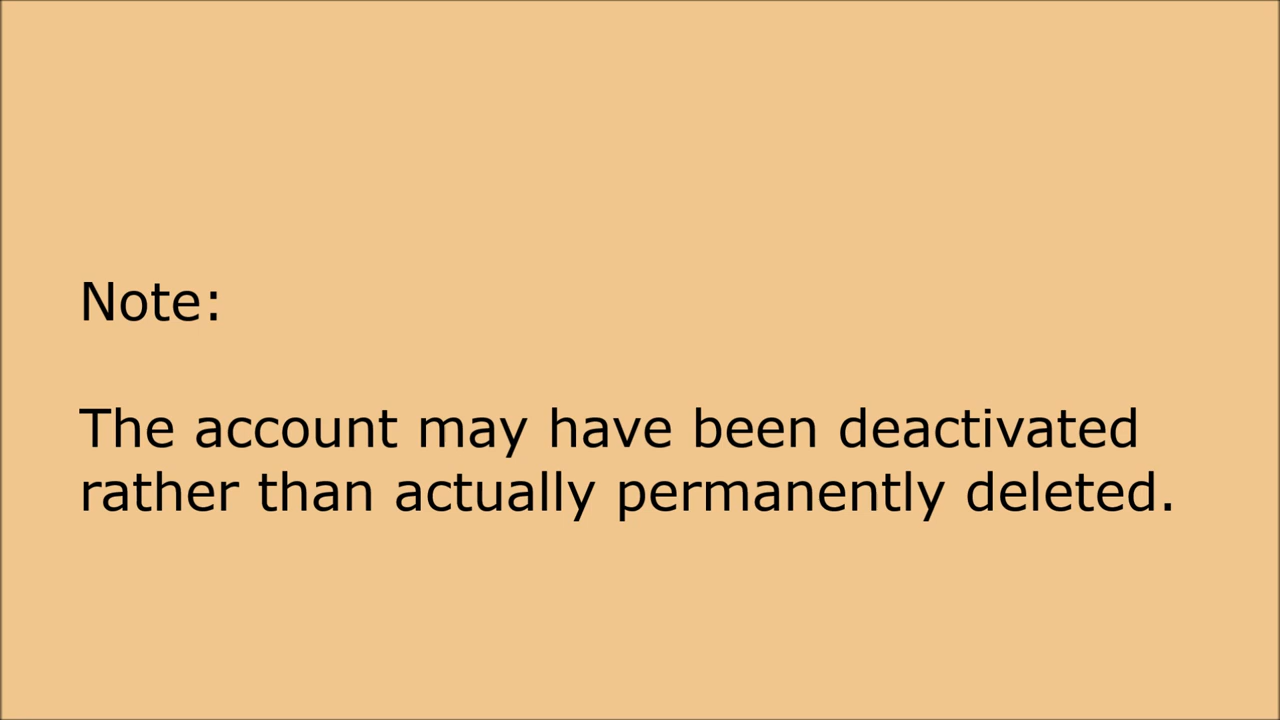 Note:
The account may have been deactivated
rather than actually permanently deleted.